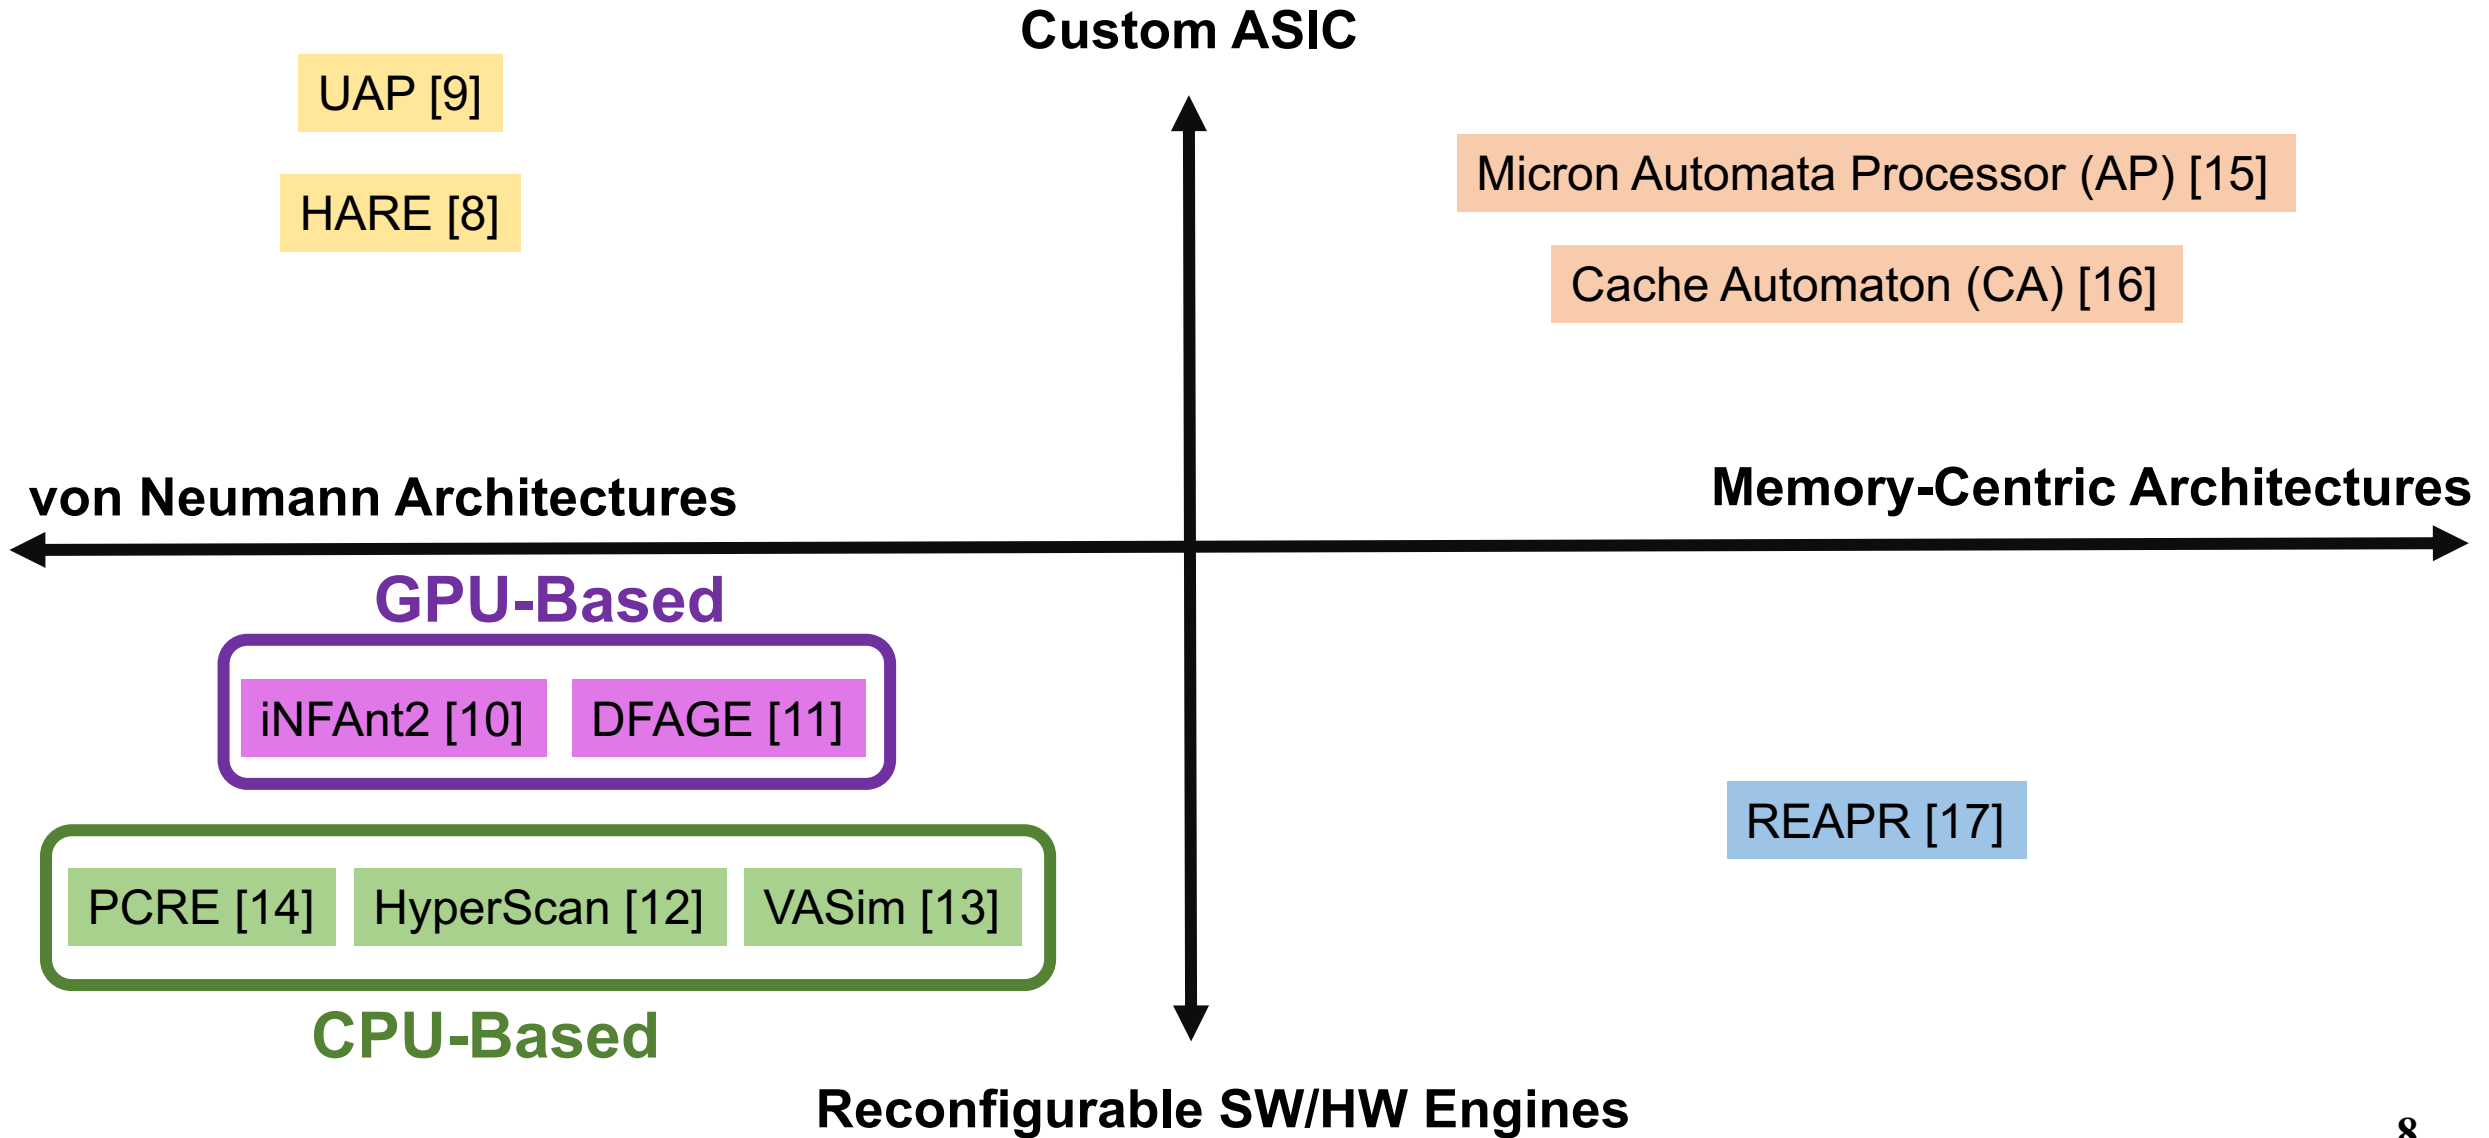 Custom ASIC
UAP [9]
HARE [8]
Micron Automata Processor (AP) [15]
Cache Automaton (CA) [16]
von Neumann Architectures
Memory-Centric Architectures
GPU-Based
iNFAnt2 [10]
DFAGE [11]
REAPR [17]
PCRE [14]
HyperScan [12]
VASim [13]
CPU-Based
Reconfigurable SW/HW Engines
8